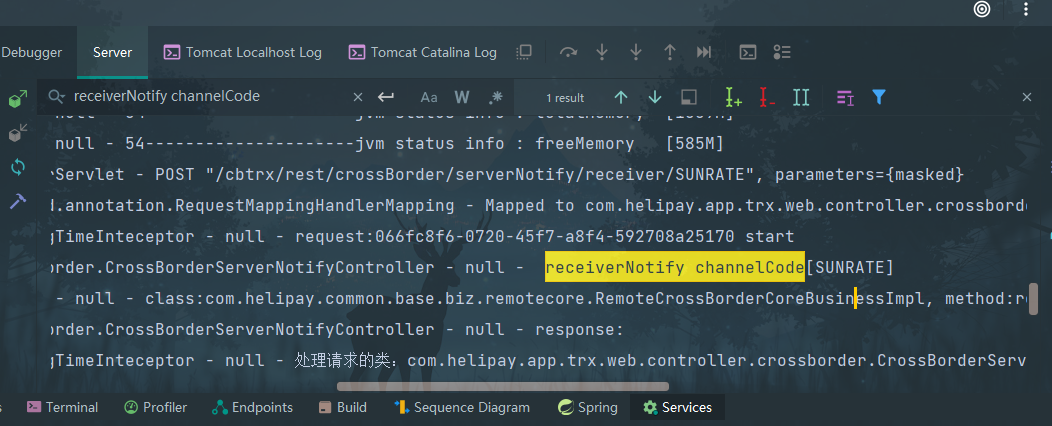 Debugger Server Tomcat Localhost Log Tomcat Catalina Log
receiverNotify channelCode Aa W .* 1 result
null - 54---------------------jvm status info : freeMemory [585M]
rServlet - POST "/cbtrx/rest/crossBorder/serverNotify/receiver/SUNRATE", parameters={masked}
d.annotation.RequestMappingHandlerMapping - Mapped to com.helipay.app.trx.web.controller.crossborde
gTimeInteceptor - null - request:066fc8f6-0720-45f7-a8f4-592708a25170 start
order.CrossBorderServerNotifyController - null - receiverNotify channelCode[SUNRATE]
- null - class:com.helipay.common.base.biz.remotecore.RemoteCrossBorderCoreBusinessImpl, method:re
order.CrossBorderServerNotifyController - null - response:
gTimeInteceptor - null - 处理请求的类：com.helipay.app.trx.web.controller.crossborder.CrossBorderServ
s Terminal Profiler Endpoints Build Sequence Diagram Spring Services